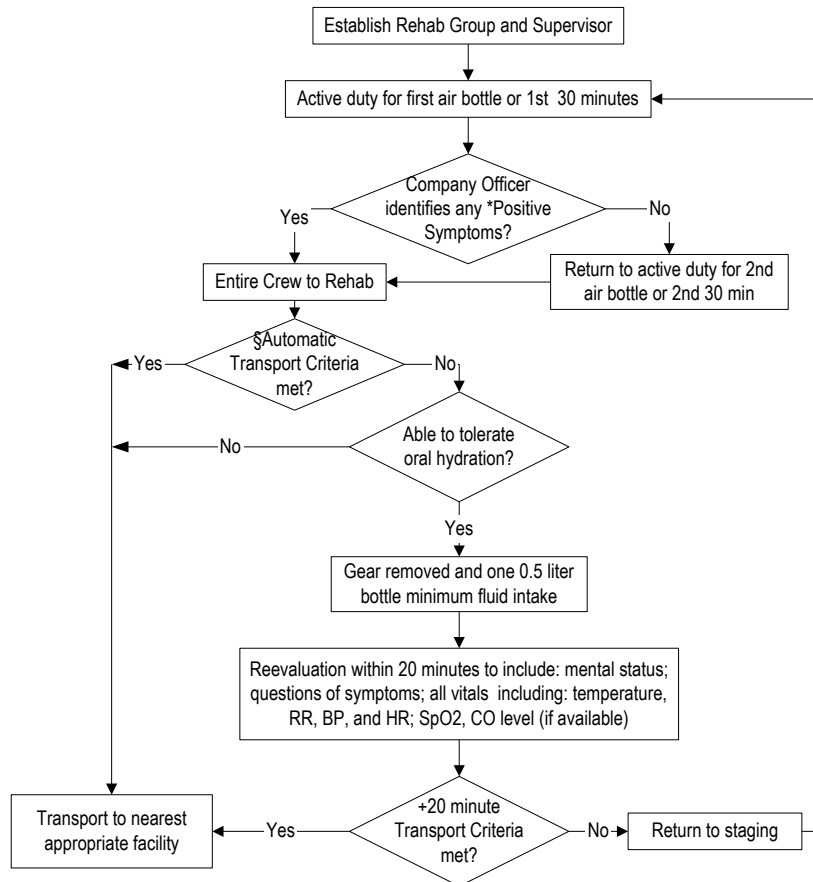 Establish Rehab Group and Supervisor
Active duty for first air bottle or 1st 30 minutes
Company Officer
identifies any *Positive
Symptoms?
Yes
No
Entire Crew to Rehab
Return to active duty for 2nd
air bottle or 2nd 30 min
§Automatic
Transport Criteria
met?
Yes
No
Able to tolerate
oral hydration?
No
Yes
Gear removed and one 0.5 liter
bottle minimum fluid intake
Reevaluation within 20 minutes to include: mental status;
questions of symptoms; all vitals including: temperature,
RR, BP, and HR; SpO2, CO level (if available)
+20 minute
Transport Criteria
met?
Yes
No
Transport to nearest
appropriate facility
Return to staging